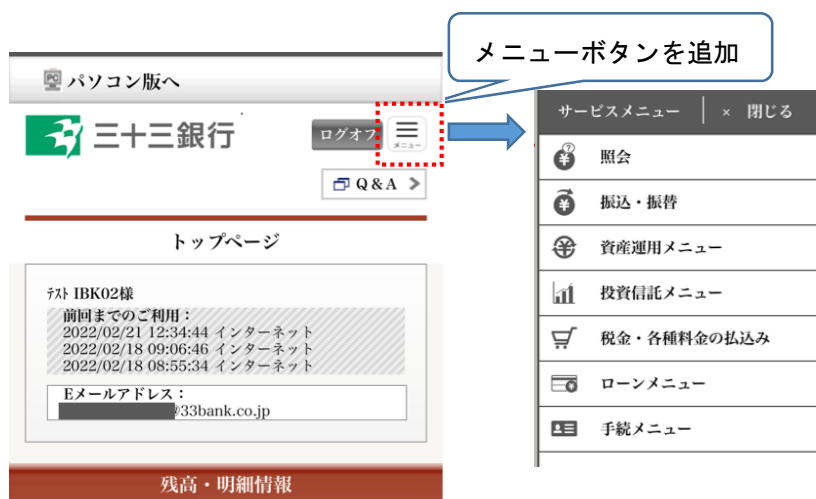 メニューボタンを追加
PC パソコン版へ
三十三銀行
ログオフ
メニュー
Q&A
トップページ
ﾃｽﾄ IBK02様
前回までのご利用：
2022/02/21 12:34:44 インターネット
2022/02/18 09:06:46 インターネット
2022/02/18 08:55:34 インターネット
Eメールアドレス：
@33bank.co.jp
残高・明細情報
サービスメニュー × 閉じる
照会
振込・振替
資産運用メニュー
投資信託メニュー
税金・各種料金の払込み
ローンメニュー
手続メニュー